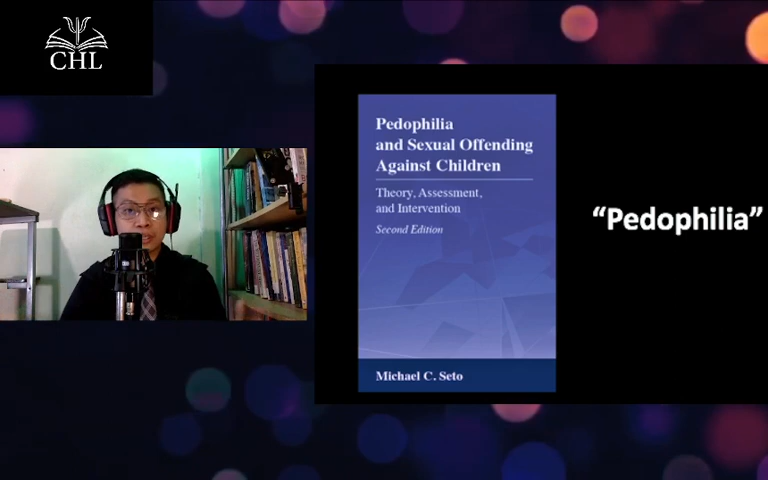 CHL
Pedophilia
and Sexual Offending
Against Children
Theory, Assessment,
and Intervention
Second Edition
Michael C. Seto
“Pedophilia”